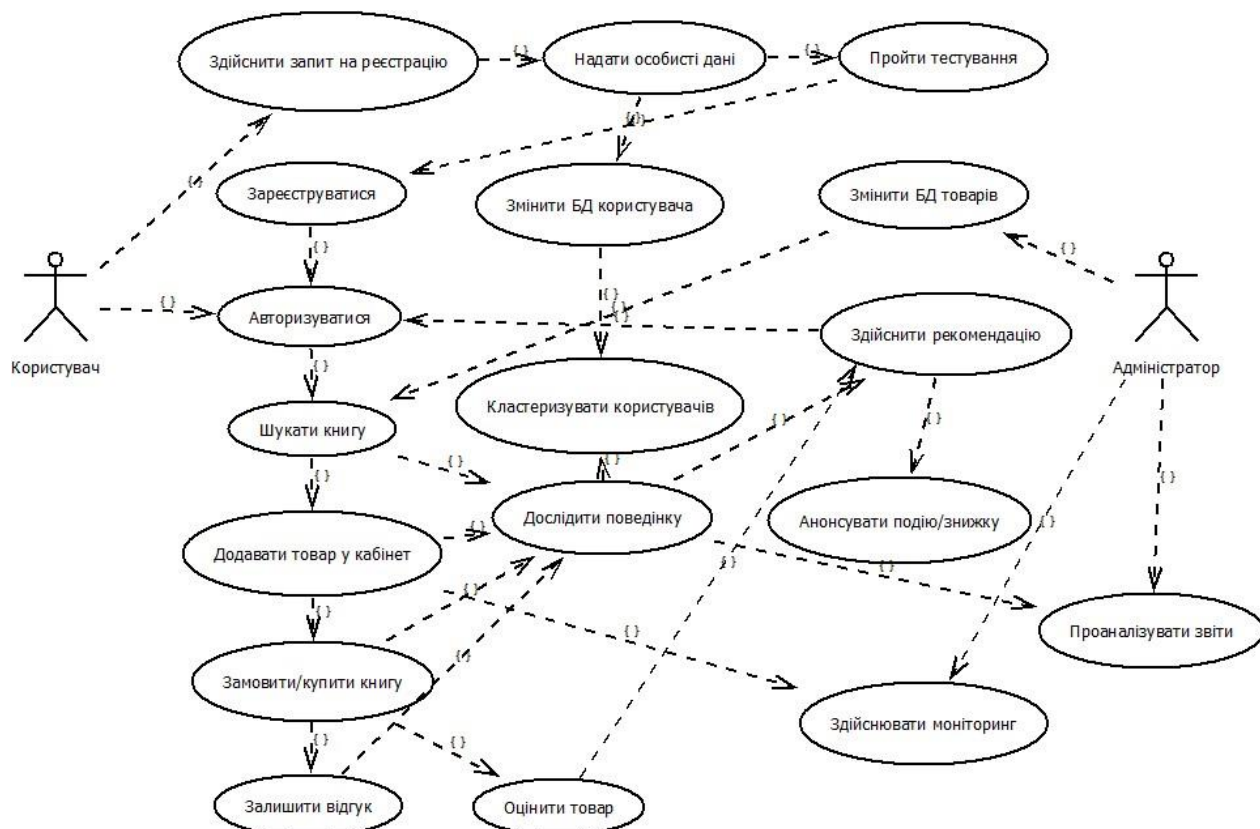 Здійснити запит на реєстрацію
{ }
Надати особисті дані
{ }
Пройти тестування
{ }
{ }
{ }
Зареєструватися
Змінити БД користувача
Змінити БД товарів
{ }
{ }
{ }
{ }
{ }
{ }
Авторизуватися
Здійснити рекомендацію
Користувач
Адміністратор
{ }
Кластеризувати користувачів
{ }
{ }
Шукати книгу
{ }
{ }
{ }
{ }
Дослідити поведінку
Анонсувати подію/знижку
{ }
{ }
Додавати товар у кабінет
{ }
{ }
{ }
{ }
{ }
Проаналізувати звіти
{ }
{ }
Замовити/купити книгу
Здійснювати моніторинг
{ }
{ }
Залишити відгук
Оцінити товар